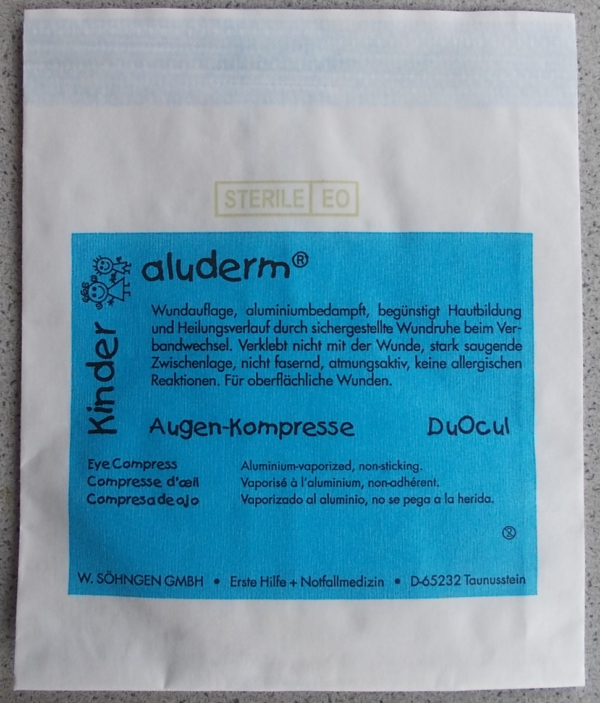 STERILE EO
Kinder
aluderm®
Wundauflage, aluminiumbedampft, begünstigt Hautbildung
und Heilungsverlauf durch sichergestellte Wundruhe beim Ver-
bandwechsel. Verklebt nicht mit der Wunde, stark saugende
Zwischenlage, nicht fasernd, atmungsaktiv, keine allergischen
Reaktionen. Für oberflächliche Wunden.
Augen-Kompresse DuOcul
Eye Compress Aluminium-vaporized, non-sticking.
Compresse d'œil Vaporisé à l'aluminium, non-adhérent.
Compresa de ojo Vaporizado al aluminio, no se pega a la herida.
2
W. SÖHNGEN GMBH • Erste Hilfe + Notfallmedizin • D-65232 Taunusstein